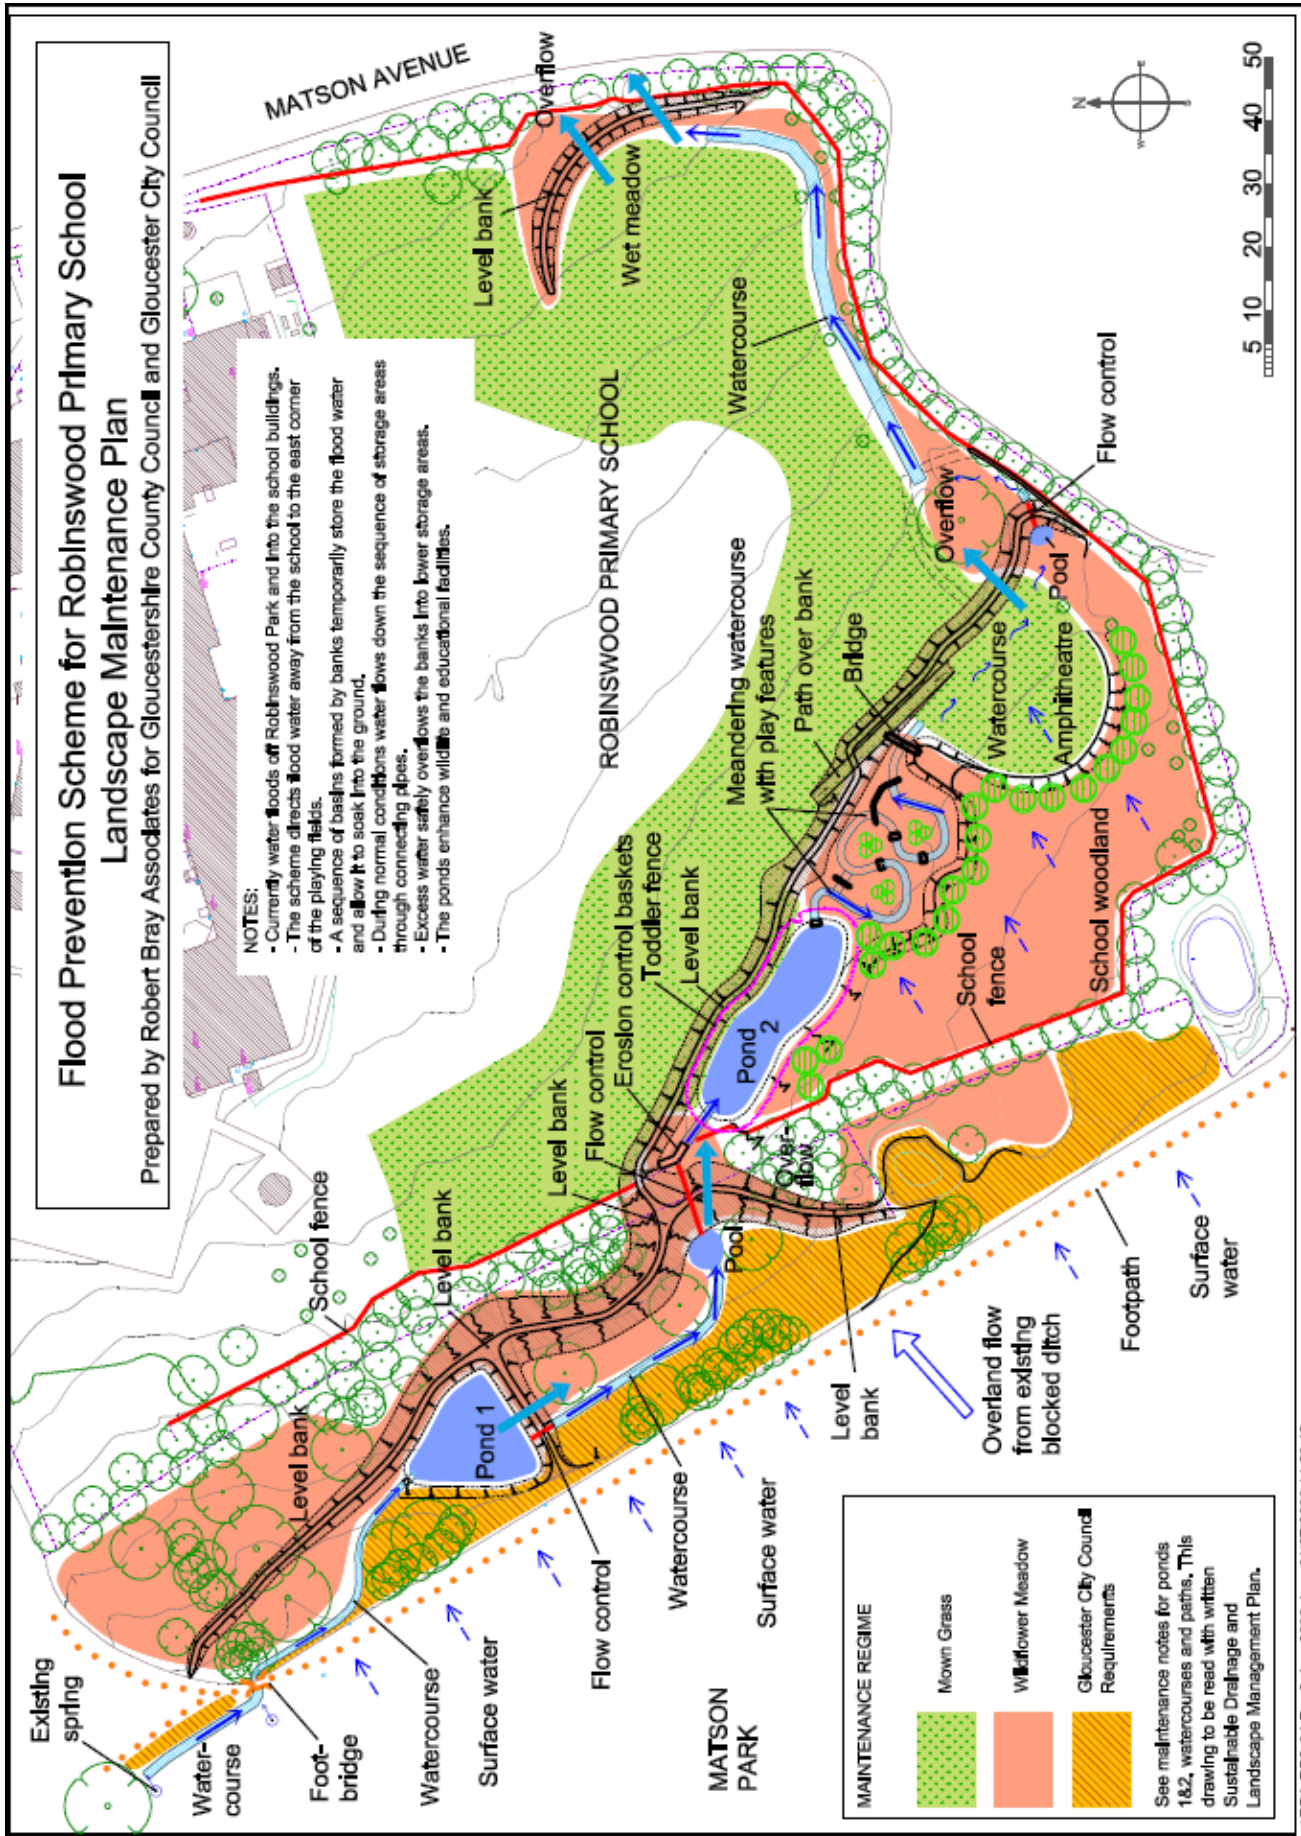 Flood Prevention Scheme for Robinswood Primary School
Landscape Maintenance Plan
Prepared by Robert Bray Associates for Gloucestershire County Council and Gloucester City Council
NOTES:
- Currently water floods off Robinswood Park and into the school buildings.
- The scheme directs flood water away from the school to the east corner
of the playing fields.
- A sequence of basins formed by banks temporarily store the flood water
and allow it to soak into the ground.
- During normal conditions water flows down the sequence of storage areas
through connecting pipes.
- Excess water safely overflows the banks into lower storage areas.
- The ponds enhance wildlife and educational facilities.
MATSON AVENUE
Overflow
Level bank
Wet meadow
Watercourse
ROBINSWOOD PRIMARY SCHOOL
Existing
spring
Water-
course
Foot-
bridge
Watercourse
Surface water
Level bank
School fence
Level bank
Pond 1
Flow control
Watercourse
Surface water
Level bank
Flow control
Erosion control baskets
Toddler fence
Level bank
Pool
Over-
flow
Pond
2
Level
bank
Meandering watercourse
with play features
Path over bank
Bridge
Overflow
Watercourse
Amphitheatre
Pool
Flow control
School
fence
School woodland
Overland flow
from existing
blocked ditch
Footpath
Surface
water
MATSON
PARK
N
E
S
W
5 10 20 30 40 50
MAINTENANCE REGIME
Mown Grass
Wildflower Meadow
Gloucester City Council
Requirements
See maintenance notes for ponds
1&2, watercourses and paths. This
drawing to be read with written
Sustainable Drainage and
Landscape Management Plan.